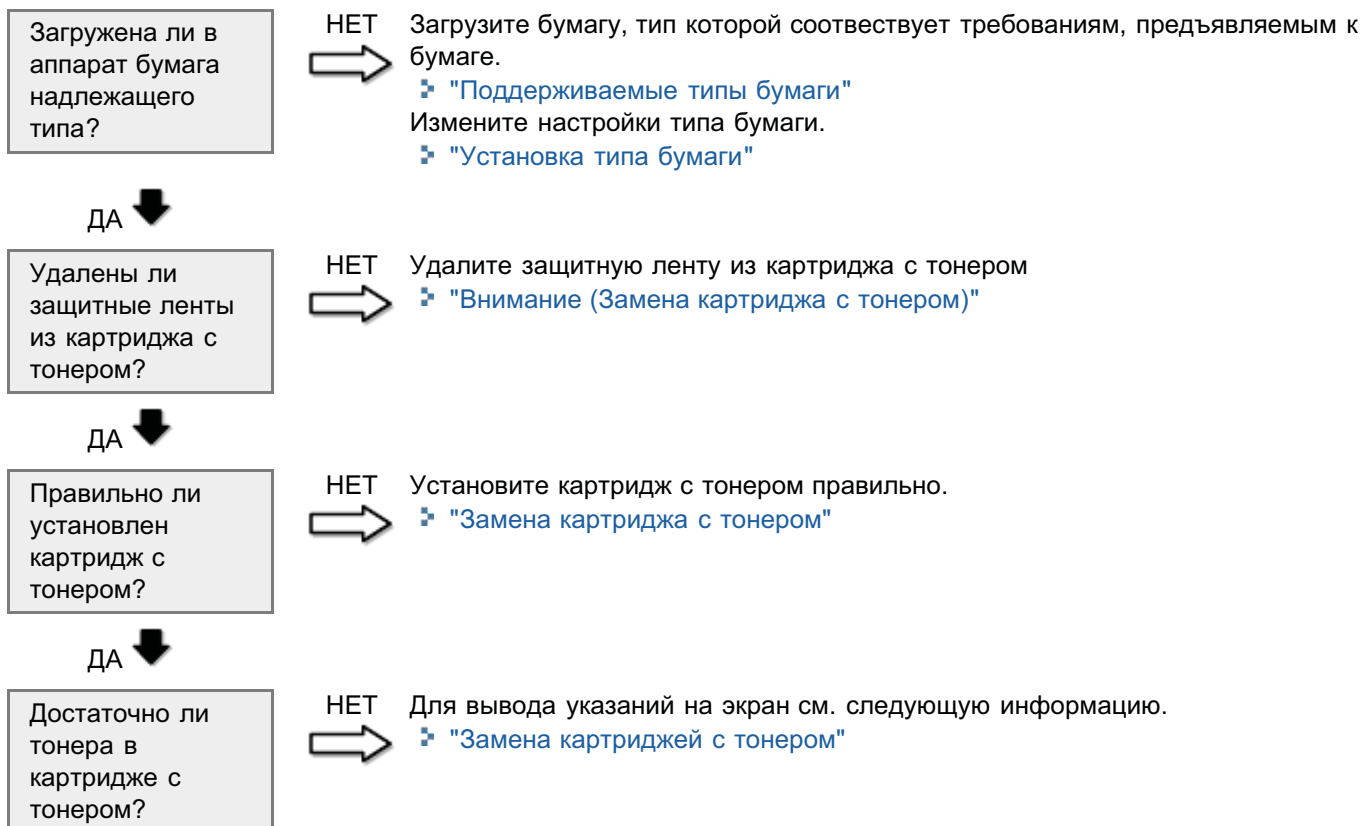 Загружена ли в
аппарат бумага
надлежащего
типа?
НЕТ
Загрузите бумагу, тип которой соотвествует требованиям, предъявляемым к
бумаге.
"Поддерживаемые типы бумаги"
Измените настройки типа бумаги.
"Установка типа бумаги"
ДА
Удалены ли
защитные ленты
из картриджа с
тонером?
НЕТ
Удалите защитную ленту из картриджа с тонером
"Внимание (Замена картриджа с тонером)"
ДА
Правильно ли
установлен
картридж с
тонером?
НЕТ
Установите картридж с тонером правильно.
"Замена картриджа с тонером"
ДА
Достаточно ли
тонера в
картридже с
тонером?
НЕТ
Для вывода указаний на экран см. следующую информацию.
"Замена картриджей с тонером"